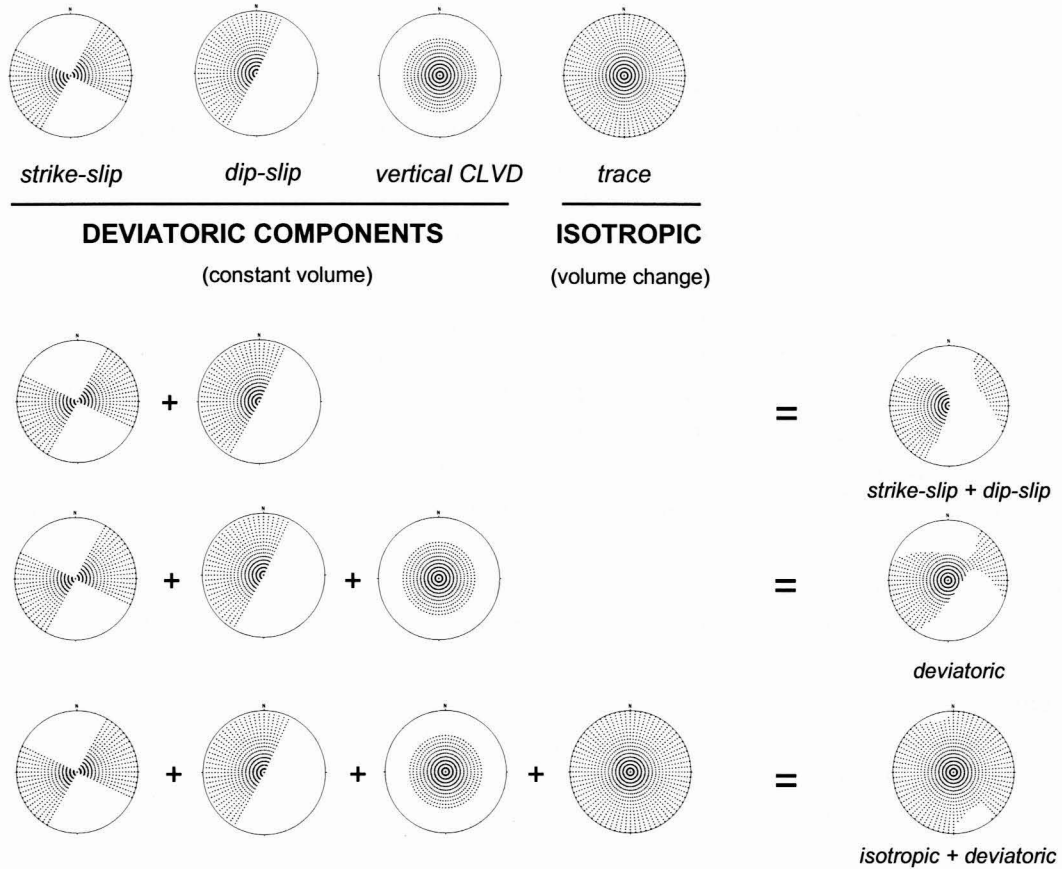 N N N N
strike-slip dip-slip vertical CLVD trace
DEVIATORIC COMPONENTS ISOTROPIC
(constant volume) (volume change)
N N N
+ =
strike-slip + dip-slip
N N N N
+ + =
deviatoric
N N N N N
+ + + =
isotropic + deviatoric